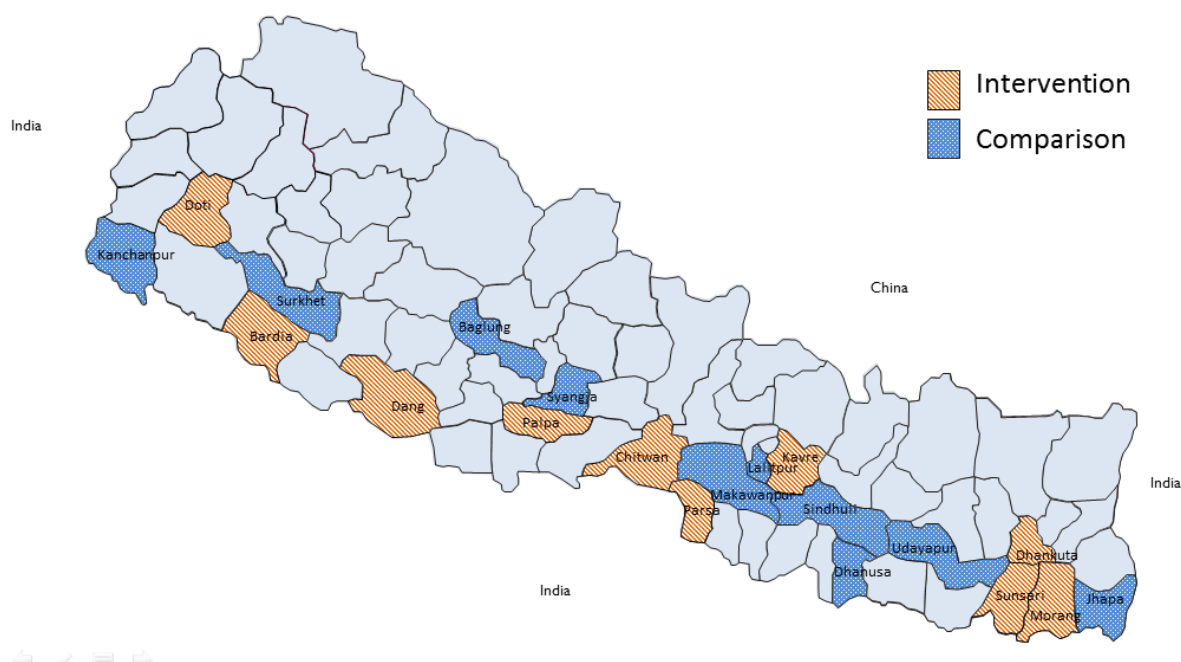 Intervention
India
Comparison
Doti
Kanchanpur
China
Surkhet
Baglung
Bardia
Syangja
Dang
Palpa
Chitwan
Kavre
Lalitpur
India
Makawanpur
Parsa
Sindhuli
Udayapur
Dhankuta
Dhanusa
India
Sunsari
Jhapa
Morang